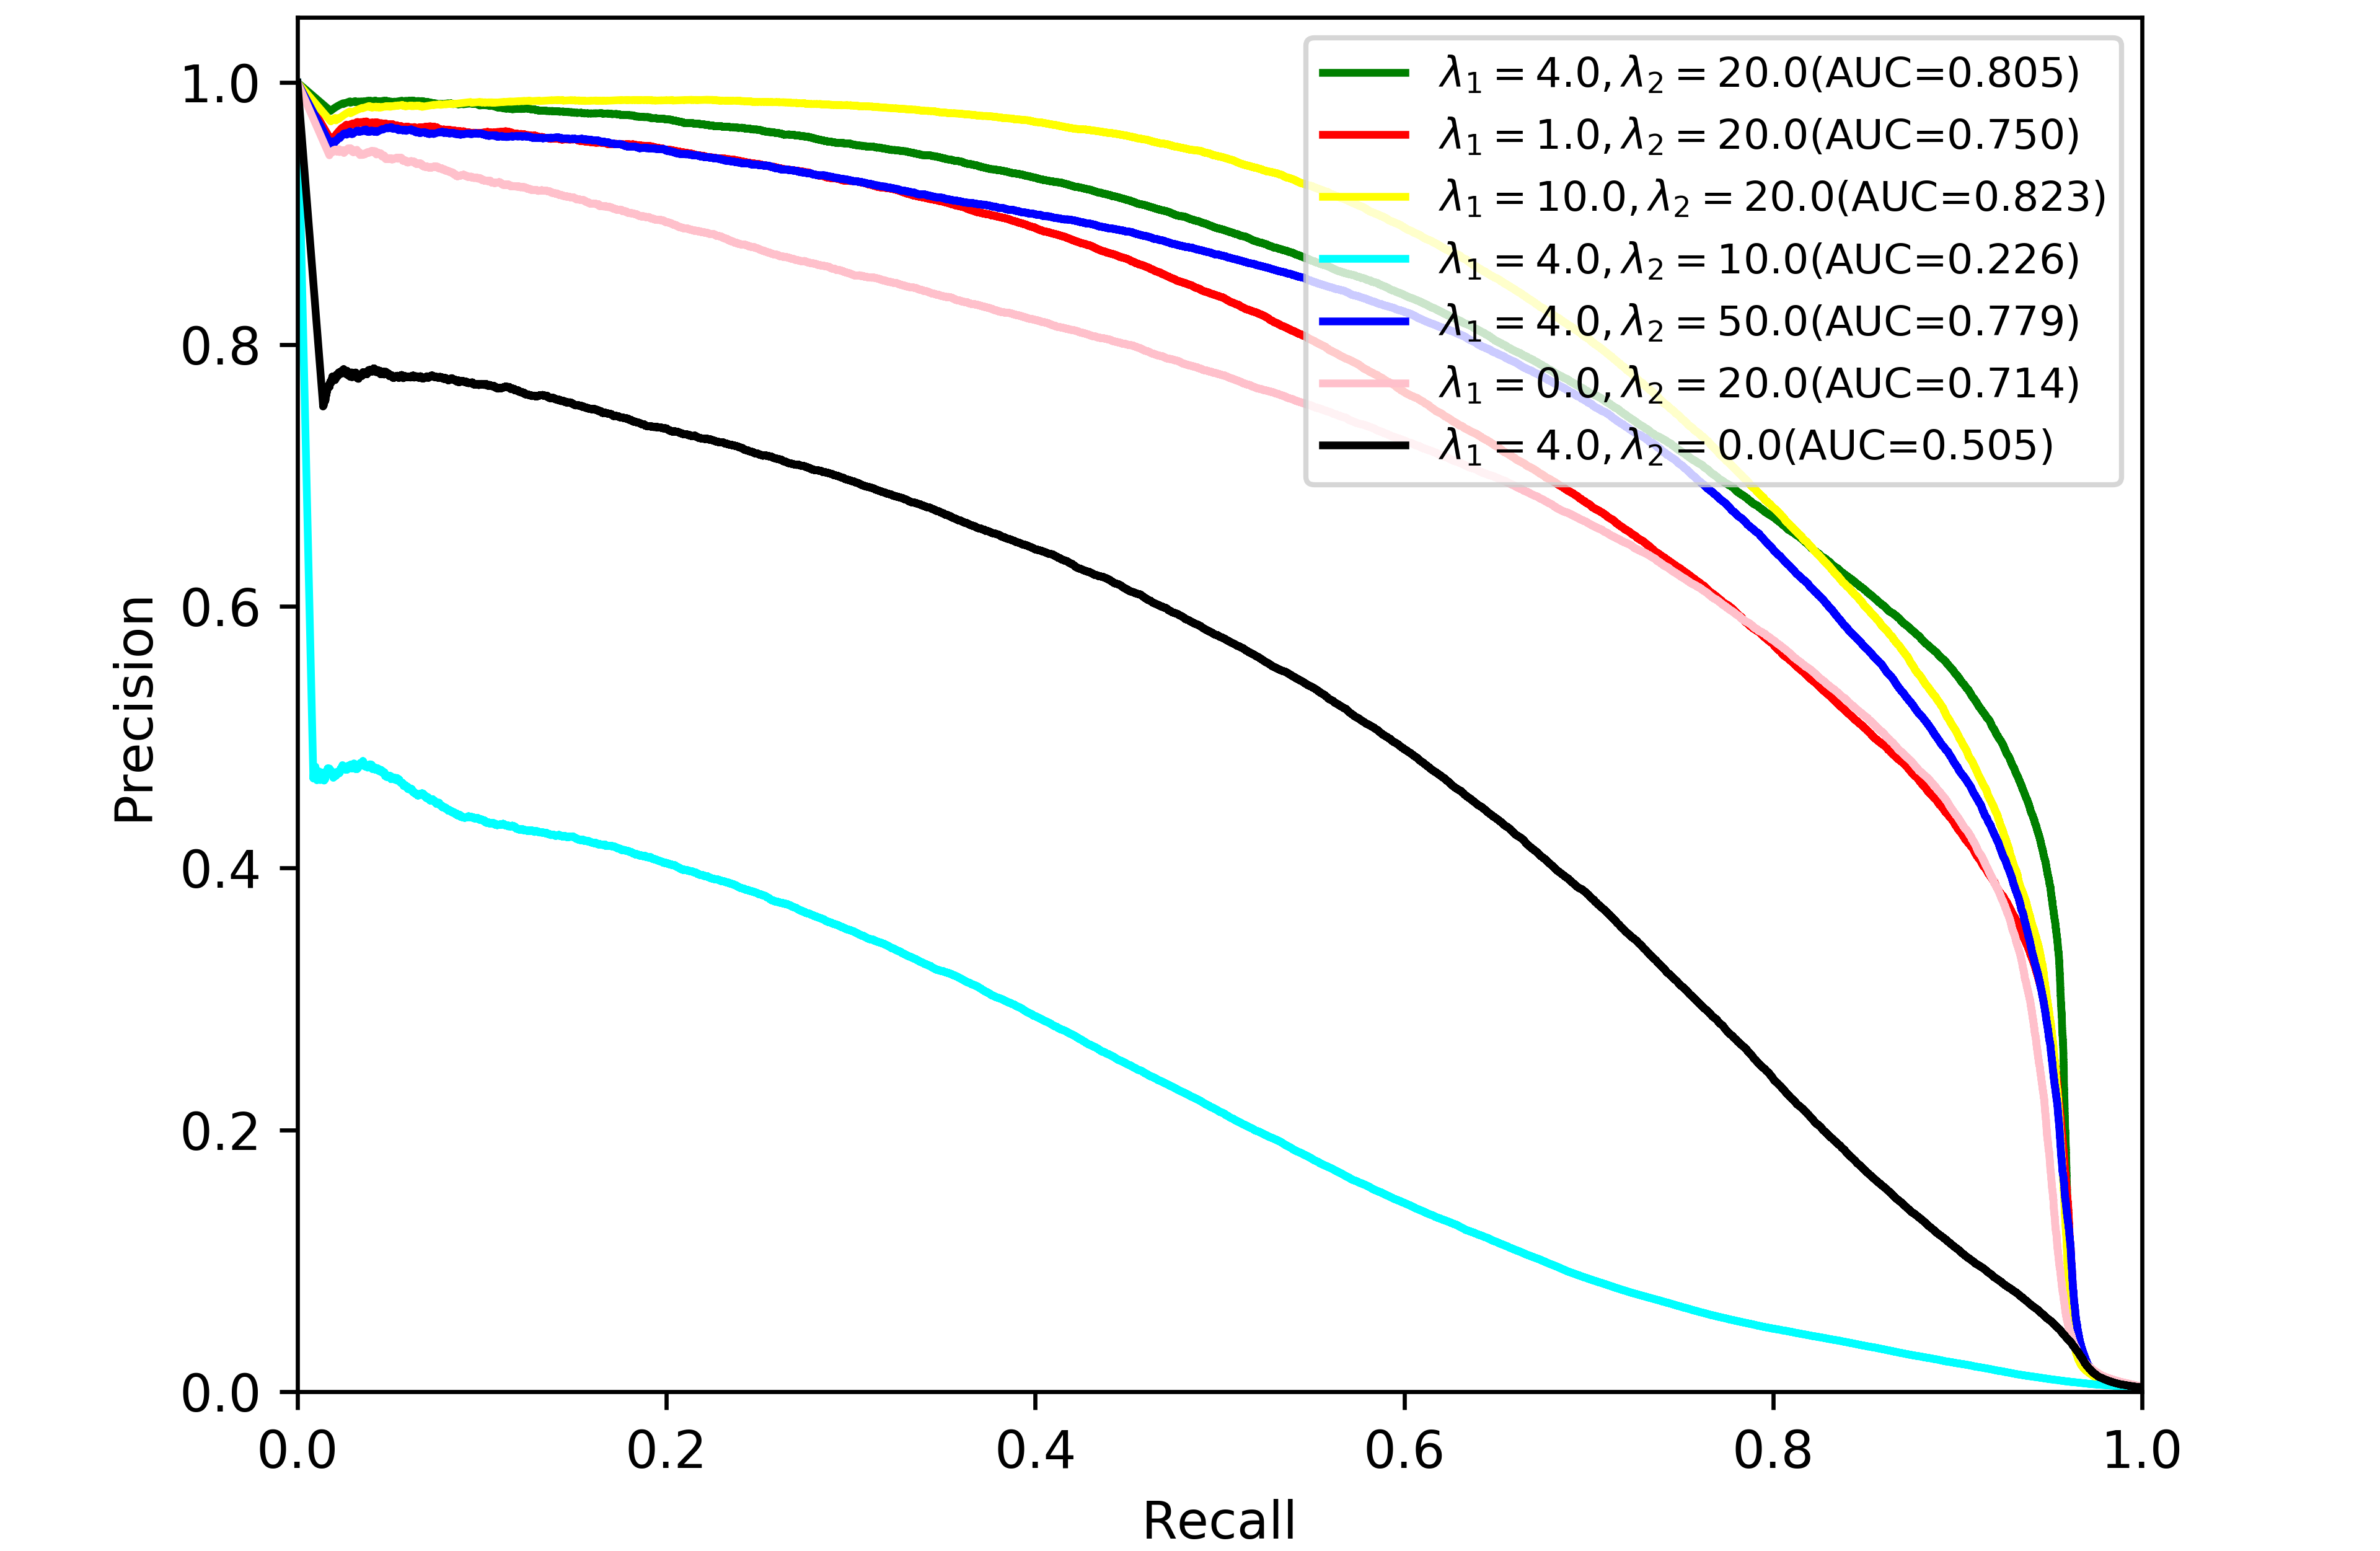 1.0
0.8
0.6
0.4
0.2
0.0
Precision
0.0 0.2 0.4 0.6 0.8 1.0
Recall
λ₁ = 4.0, λ₂ = 20.0(AUC=0.805)
λ₁ = 1.0, λ₂ = 20.0(AUC=0.750)
λ₁ = 10.0, λ₂ = 20.0(AUC=0.823)
λ₁ = 4.0, λ₂ = 10.0(AUC=0.226)
λ₁ = 4.0, λ₂ = 50.0(AUC=0.779)
λ₁ = 0.0, λ₂ = 20.0(AUC=0.714)
λ₁ = 4.0, λ₂ = 0.0(AUC=0.505)